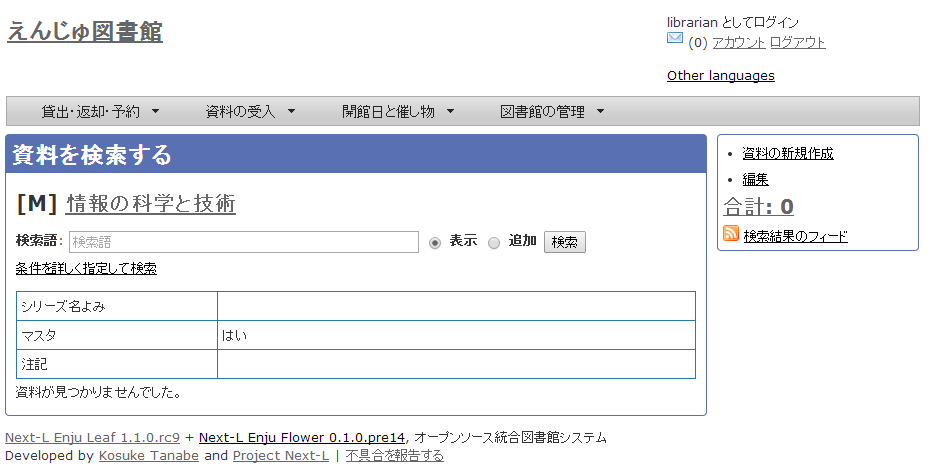 えんじゅ図書館
librarian としてログイン
(0) アカウント ログアウト
Other languages
貸出・返却・予約 ▼ 資料の受入 ▼ 開館日と催し物 ▼ 図書館の管理 ▼
資料を検索する
[M] 情報の科学と技術
検索語: 検索語 表示 追加 検索
条件を詳しく指定して検索
シリーズ名よみ
マスタ はい
注記
資料が見つかりませんでした。
・ 資料の新規作成
・ 編集
合計: 0
検索結果のフィード
Next-L Enju Leaf 1.1.0.rc9 + Next-L Enju Flower 0.1.0.pre14, オープンソース統合図書館システム
Developed by Kosuke Tanabe and Project Next-L | 不具合を報告する